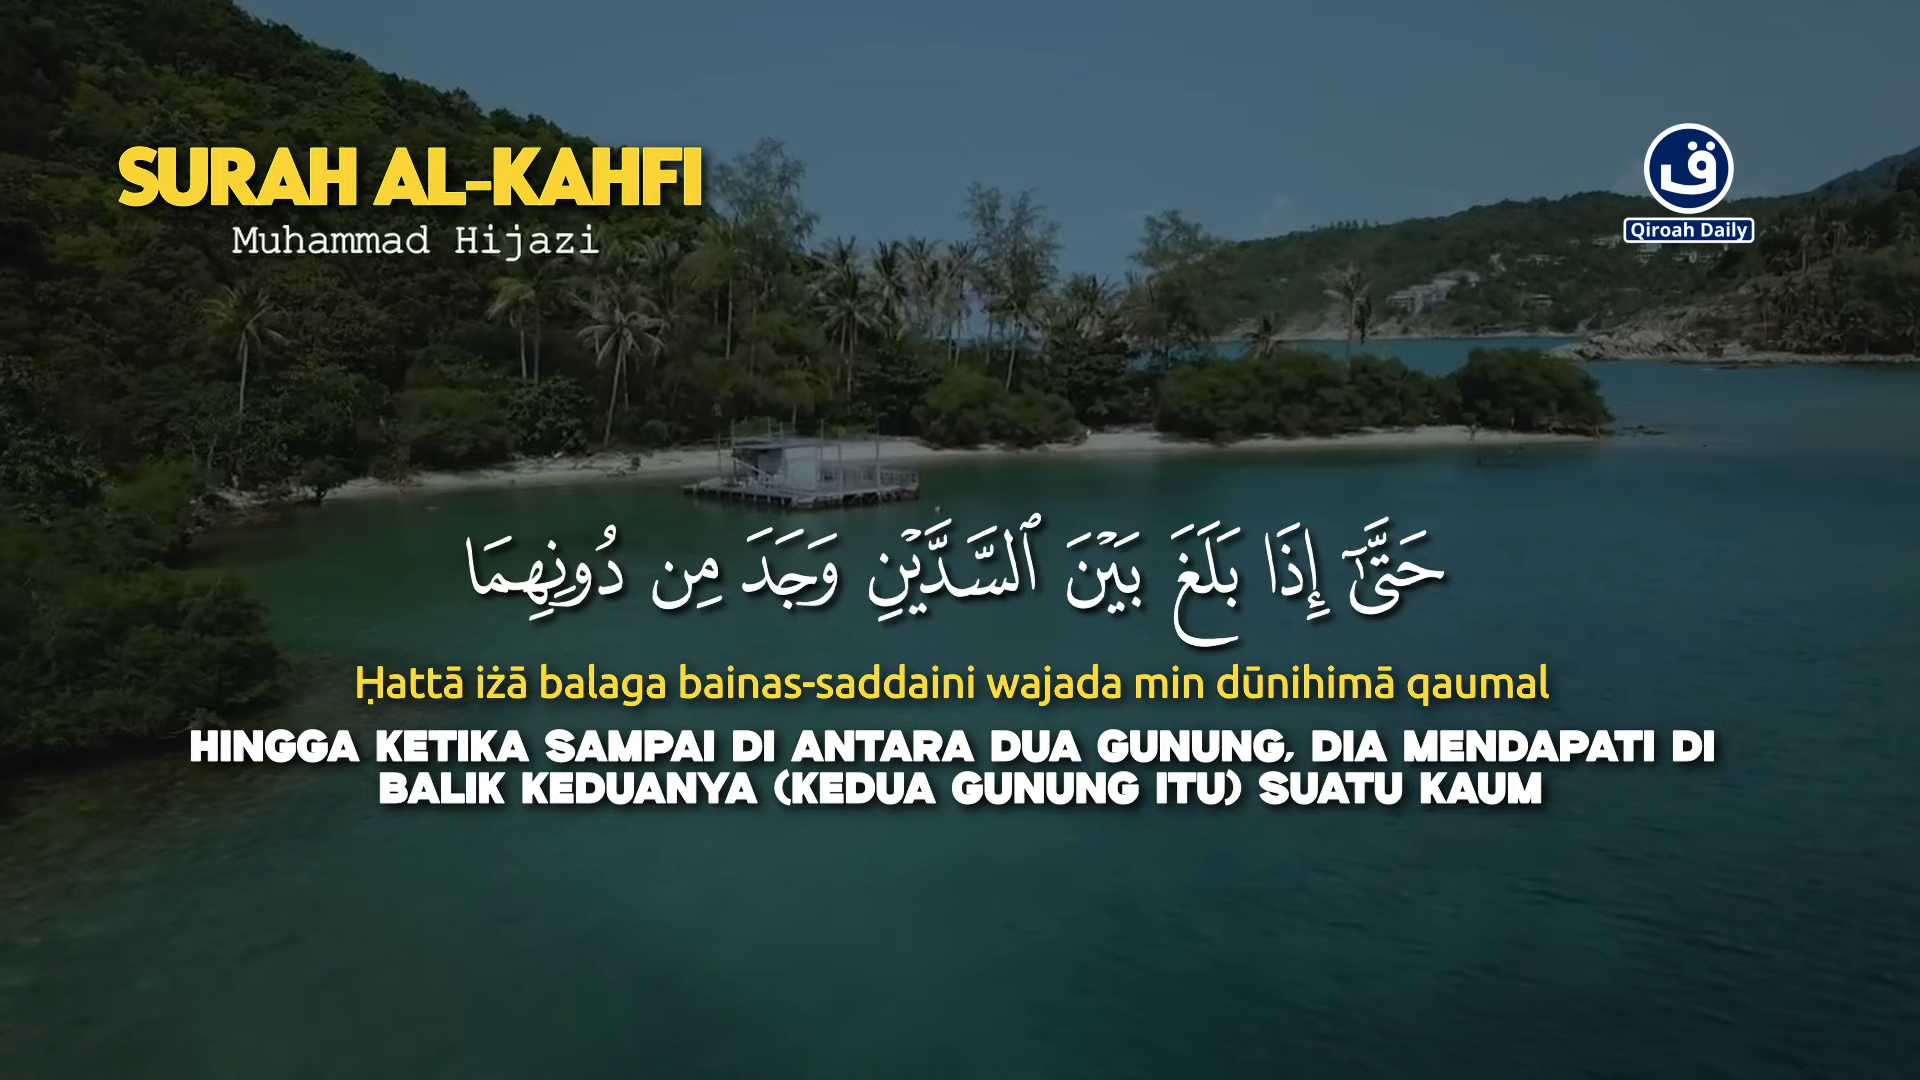 SURAH AL-KAHFI
Muhammad Hijazi
ق
Qiroah Daily
حَتَّىٰٓ إِذَا بَلَغَ بَيْنَ ٱلسَّدَّيْنِ وَجَدَ مِن دُونِهِمَا
Ḥattā iżā balaga bainas-saddaini wajada min dūnihimā qaumal
HINGGA KETIKA SAMPAI DI ANTARA DUA GUNUNG, DIA MENDAPATI DI
BALIK KEDUANYA (KEDUA GUNUNG ITU) SUATU KAUM